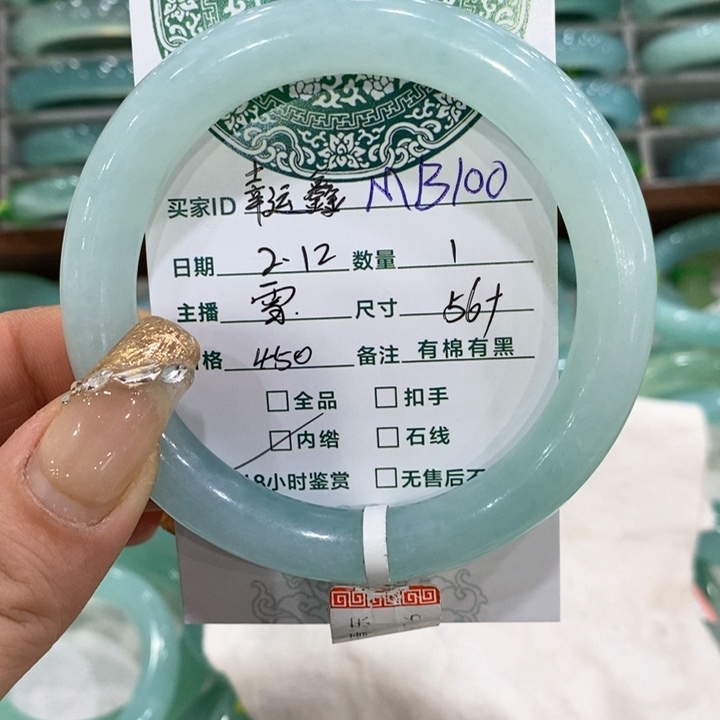 买家ID 幸运鑫 MB100
日期 2.12 数量 1
主播 雪. 尺寸 56+
格 450 备注 有棉有黑
□全品 □扣手
□内绺 □石线
48小时鉴赏 □无售后不